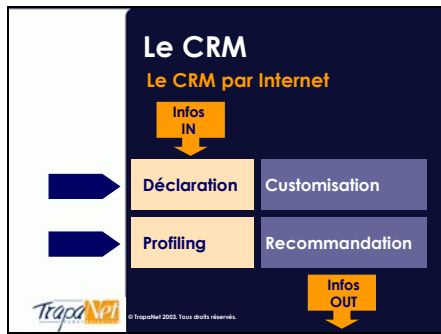 Le CRM
Le CRM par Internet
Infos
IN
Déclaration
Customisation
Profiling
Recommandation
Infos
OUT
TrapaNet
© TrapaNet 2003. Tous droits réservés.